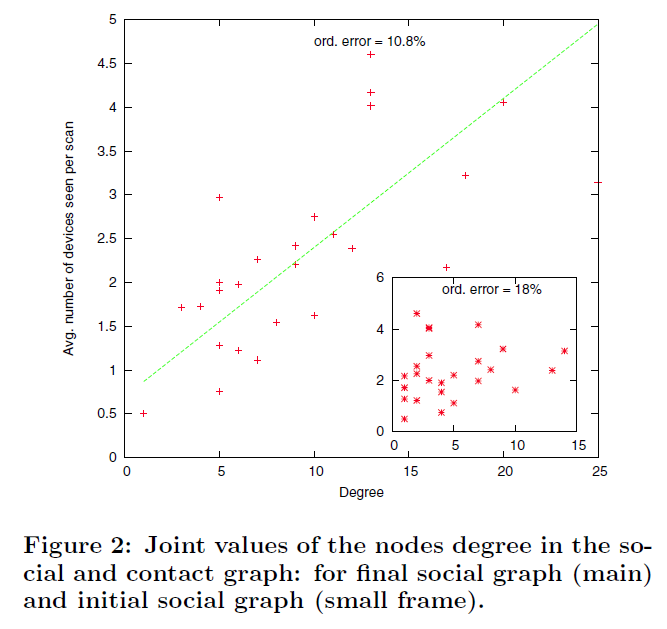 5
ord. error = 10.8%
4.5
4
3.5
3
2.5
2
1.5
1
0.5
0
Avg. number of devices seen per scan
0 5 10 15 20 25
Degree
6
ord. error = 18%
4
2
0
0 5 10 15
Figure 2: Joint values of the nodes degree in the so-
cial and contact graph: for final social graph (main)
and initial social graph (small frame).